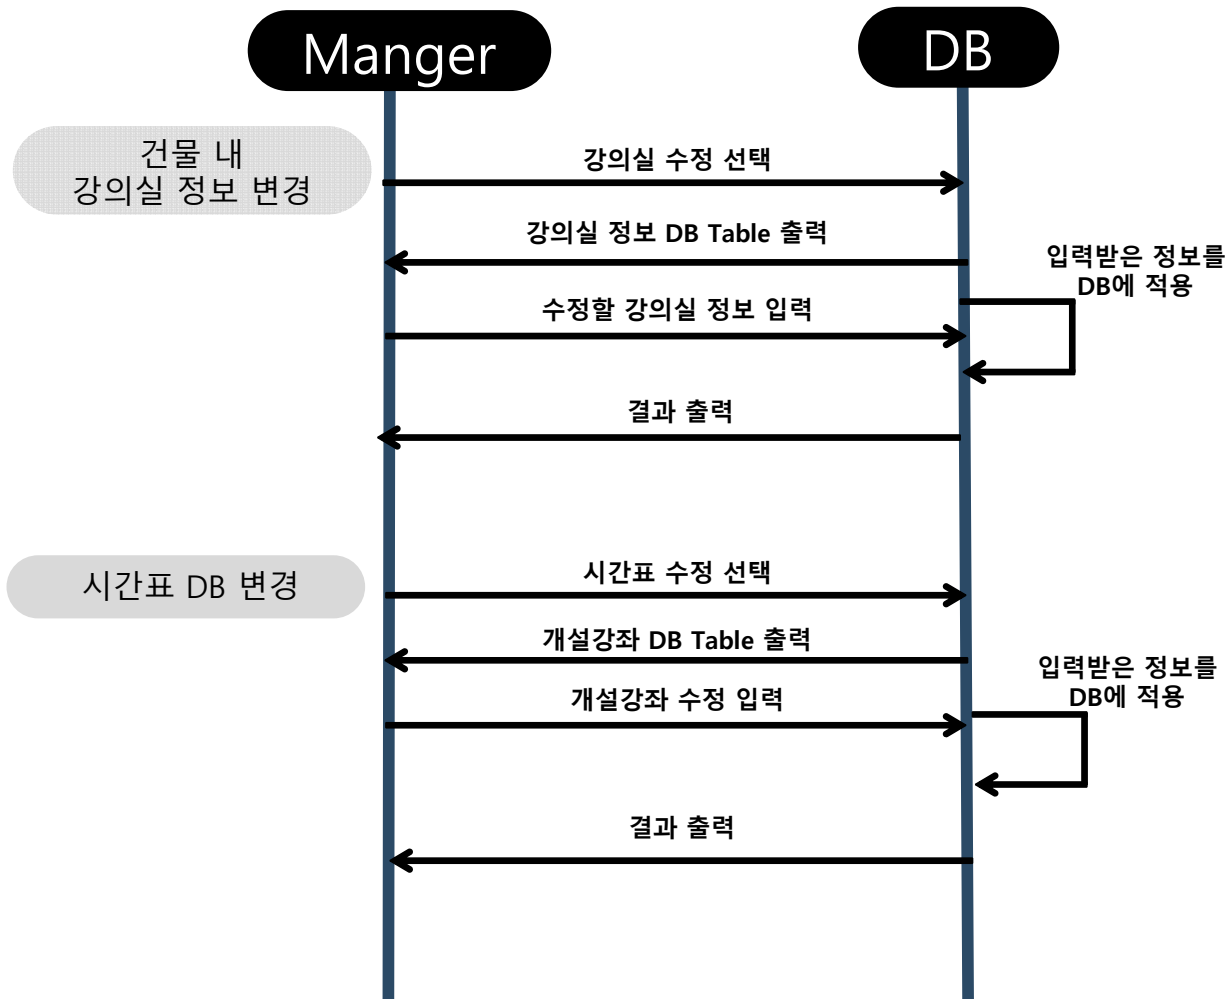 Manger
DB
건물 내
강의실 정보 변경
강의실 수정 선택
강의실 정보 DB Table 출력
입력받은 정보를
DB에 적용
수정할 강의실 정보 입력
결과 출력
시간표 DB 변경
시간표 수정 선택
개설강좌 DB Table 출력
입력받은 정보를
DB에 적용
개설강좌 수정 입력
결과 출력